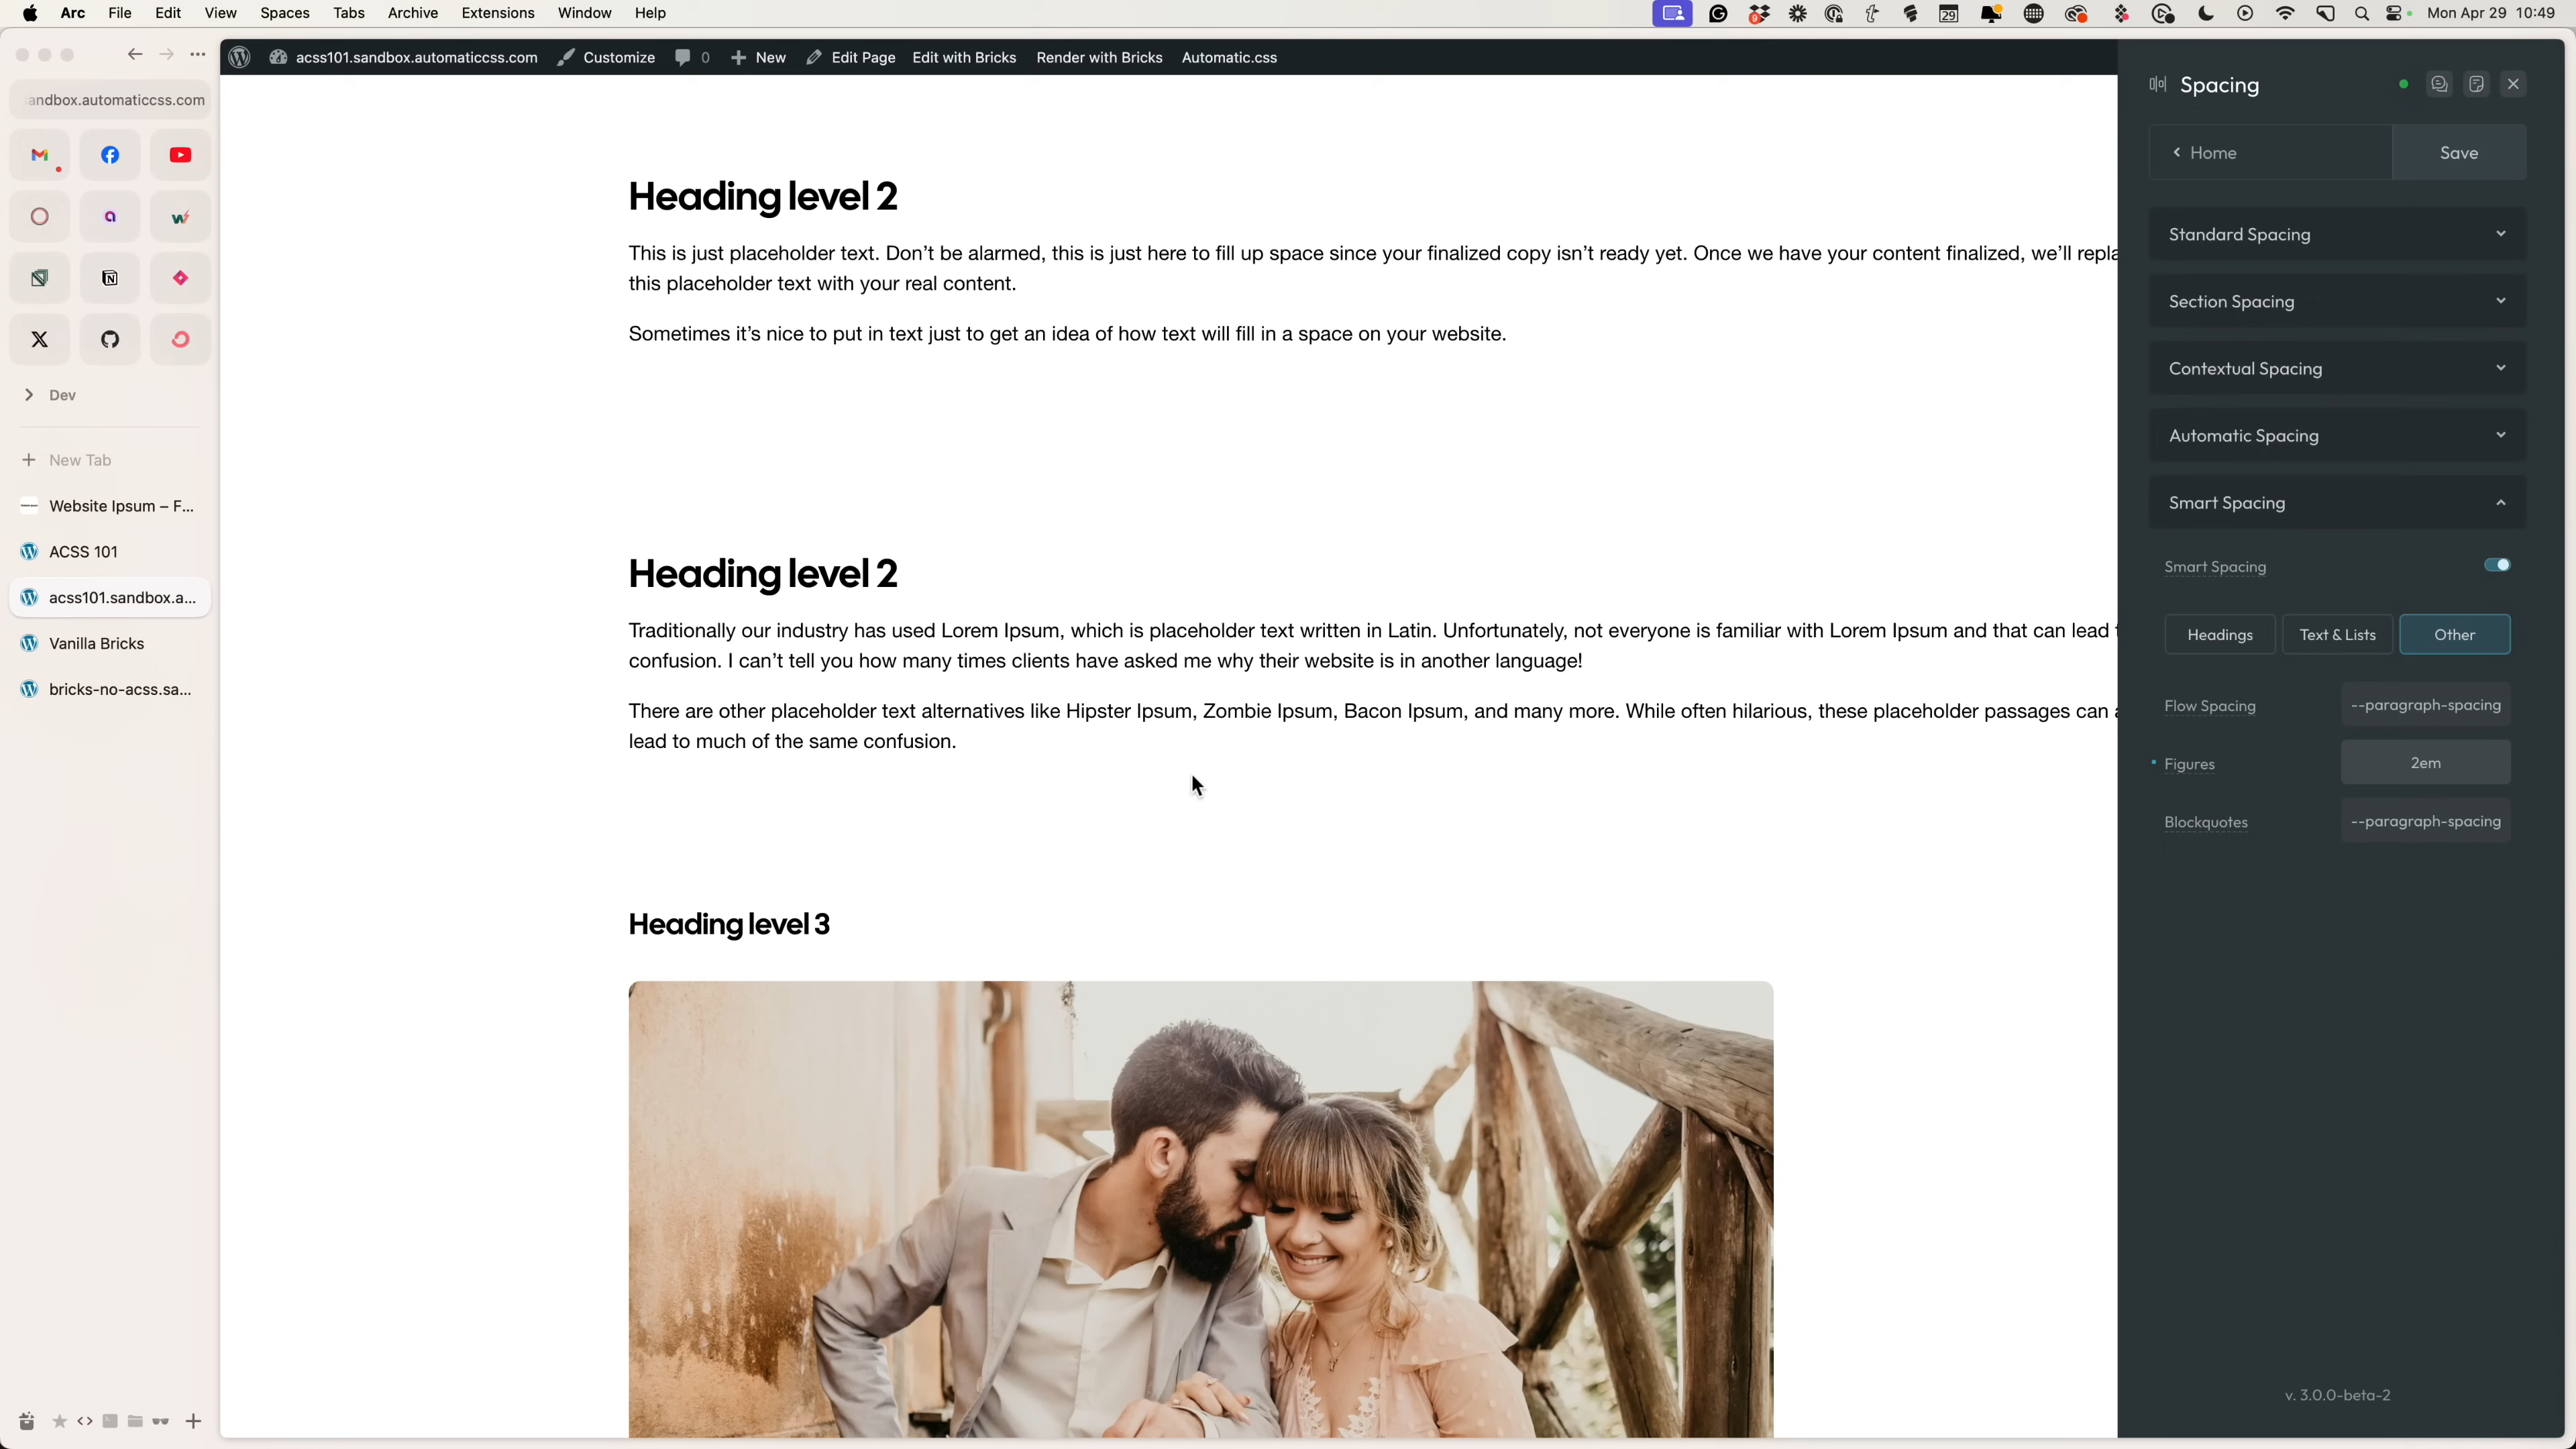 Arc File Edit View Spaces Tabs Archive Extensions Window Help
9 29 Mon Apr 29 10:49
andbox.automaticcss.com
Dev
New Tab
Website Ipsum – F...
ACSS 101
acss101.sandbox.a...
Vanilla Bricks
bricks-no-acss.sa...
acss101.sandbox.automaticcss.com Customize 0 New Edit Page Edit with Bricks Render with Bricks Automatic.css
Heading level 2
This is just placeholder text. Don’t be alarmed, this is just here to fill up space since your finalized copy isn’t ready yet. Once we have your content finalized, we’ll repla
this placeholder text with your real content.
Sometimes it’s nice to put in text just to get an idea of how text will fill in a space on your website.
Heading level 2
Traditionally our industry has used Lorem Ipsum, which is placeholder text written in Latin. Unfortunately, not everyone is familiar with Lorem Ipsum and that can lead t
confusion. I can’t tell you how many times clients have asked me why their website is in another language!
There are other placeholder text alternatives like Hipster Ipsum, Zombie Ipsum, Bacon Ipsum, and many more. While often hilarious, these placeholder passages can a
lead to much of the same confusion.
Heading level 3
Spacing
Home Save
Standard Spacing
Section Spacing
Contextual Spacing
Automatic Spacing
Smart Spacing
Smart Spacing
Headings Text & Lists Other
Flow Spacing --paragraph-spacing
Figures 2em
Blockquotes --paragraph-spacing
v. 3.0.0-beta-2